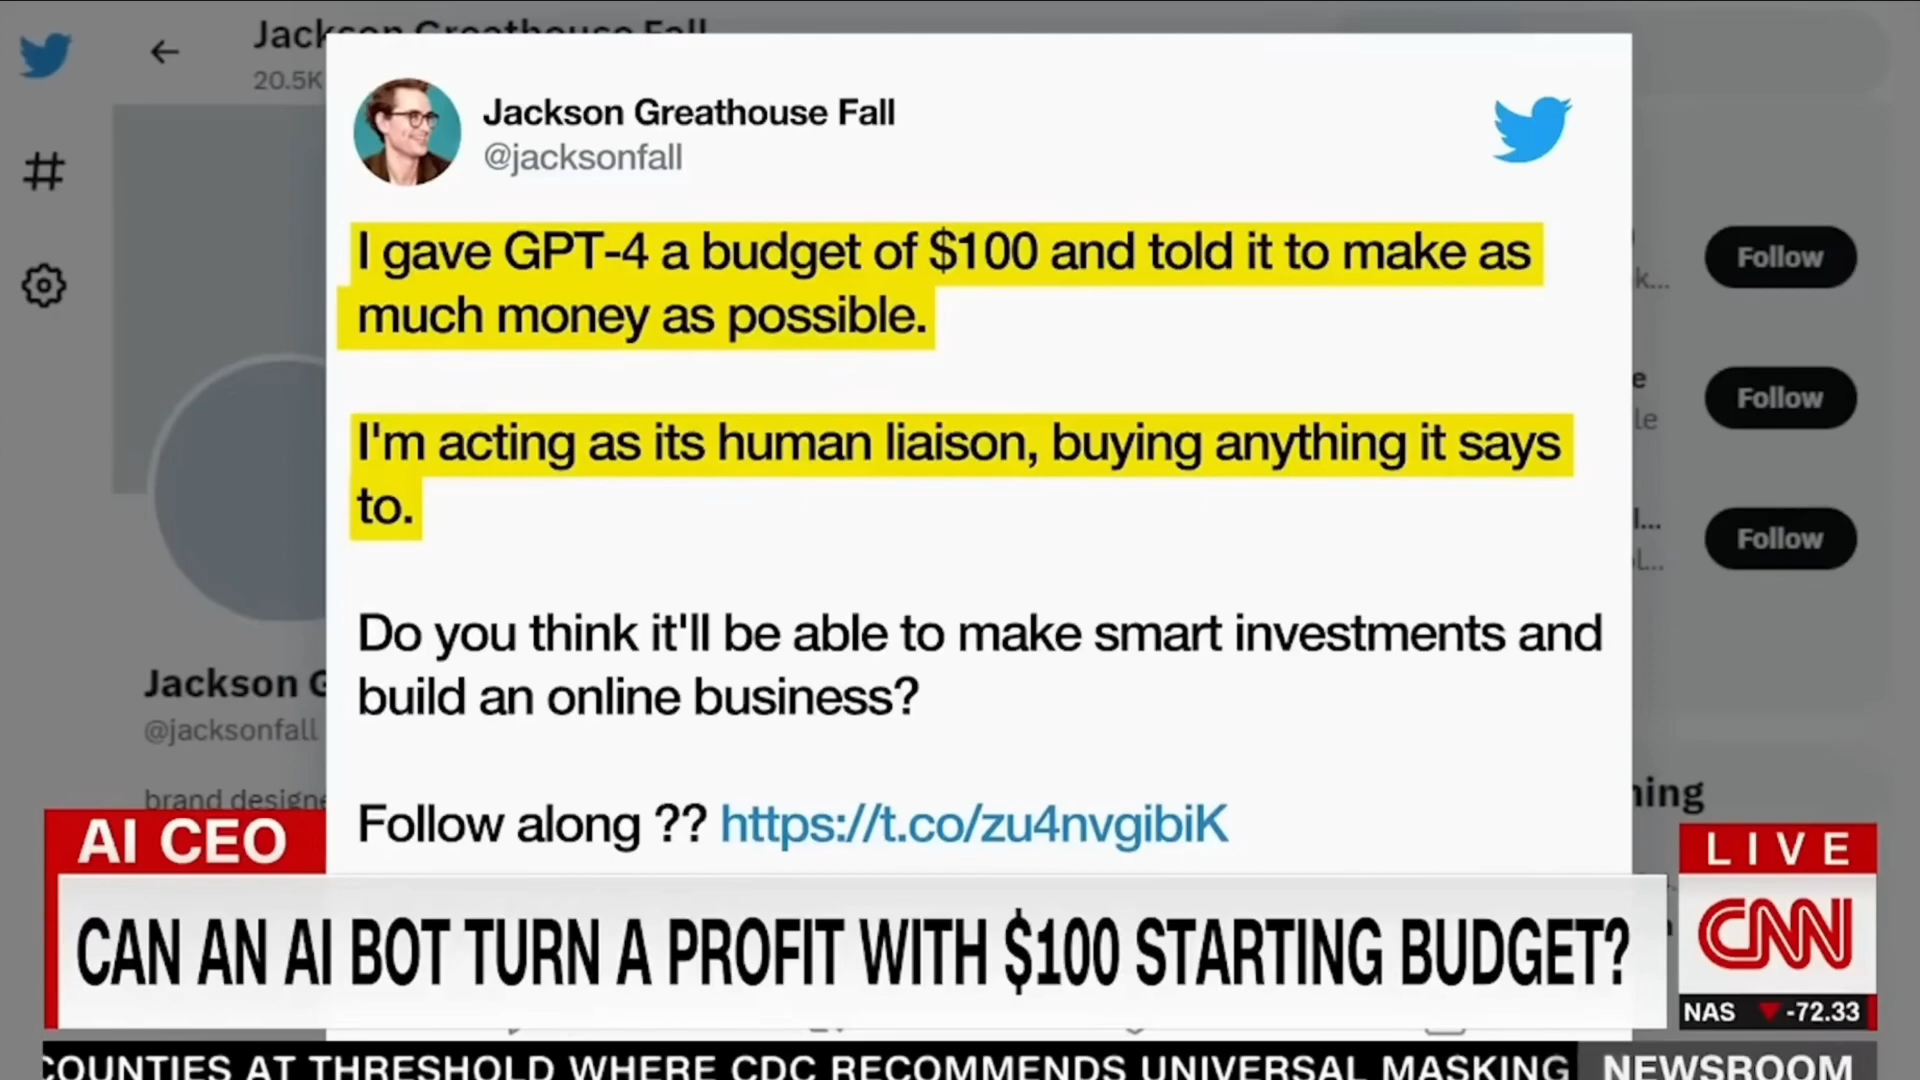 Jackson Greathouse Fall
20.5K
Jackson Greathouse Fall
@jacksonfall
I gave GPT-4 a budget of $100 and told it to make as
much money as possible.
I'm acting as its human liaison, buying anything it says
to.
Do you think it'll be able to make smart investments and
build an online business?
Follow along ?? https://t.co/zu4nvgibiK
Follow
k...
Follow
e
le
Follow
Jackson G
@jacksonfall
brand designe
AI CEO
CAN AN AI BOT TURN A PROFIT WITH $100 STARTING BUDGET?
LIVE
CNN
NAS ▼ -72.33
COUNTIES AT THRESHOLD WHERE CDC RECOMMENDS UNIVERSAL MASKING
NEWSROOM